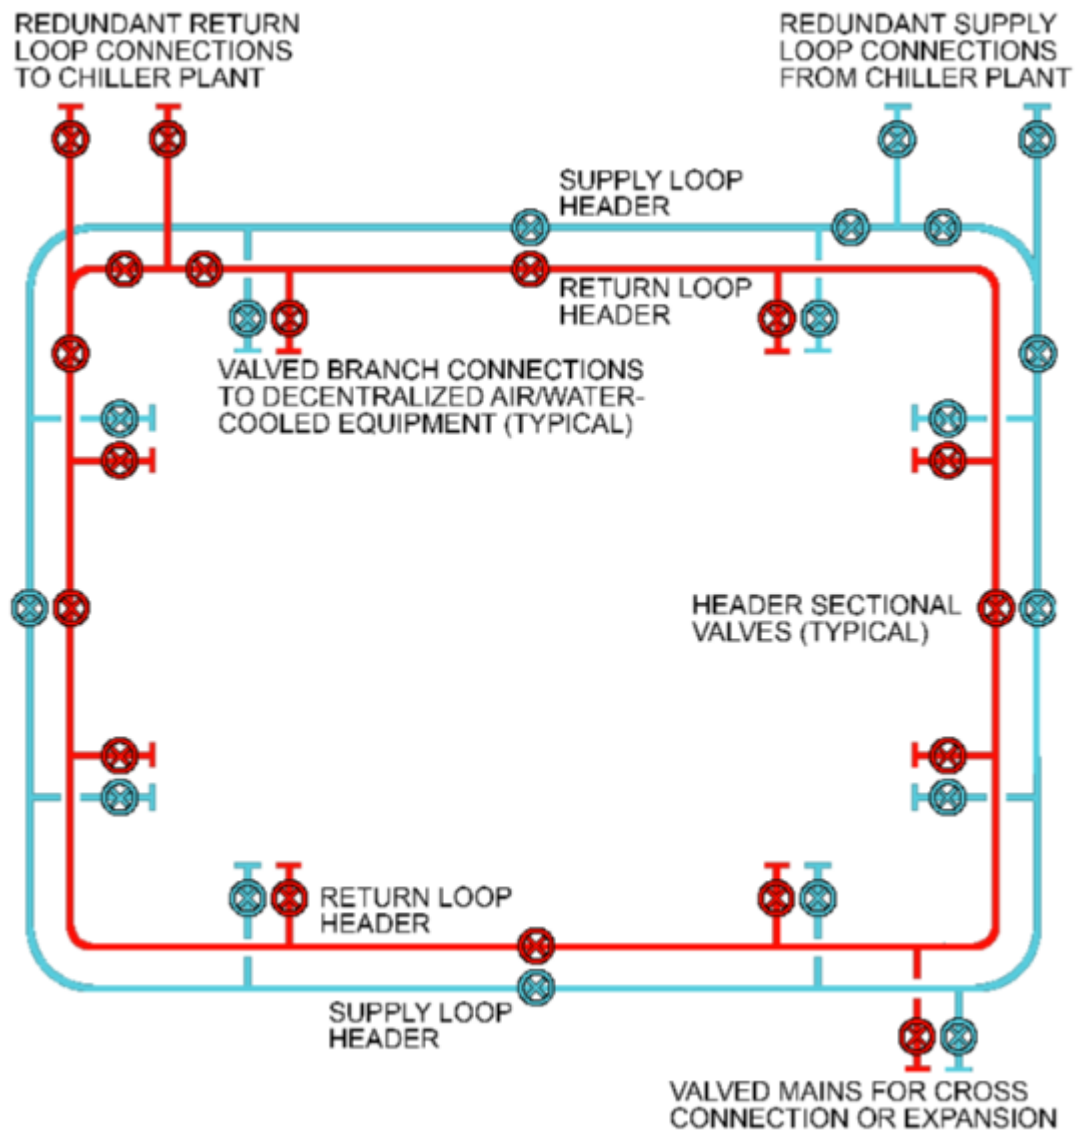 REDUNDANT RETURN
LOOP CONNECTIONS
TO CHILLER PLANT
REDUNDANT SUPPLY
LOOP CONNECTIONS
FROM CHILLER PLANT
SUPPLY LOOP
HEADER
RETURN LOOP
HEADER
VALVED BRANCH CONNECTIONS
TO DECENTRALIZED AIR/WATER-
COOLED EQUIPMENT (TYPICAL)
HEADER SECTIONAL
VALVES (TYPICAL)
RETURN LOOP
HEADER
SUPPLY LOOP
HEADER
VALVED MAINS FOR CROSS
CONNECTION OR EXPANSION